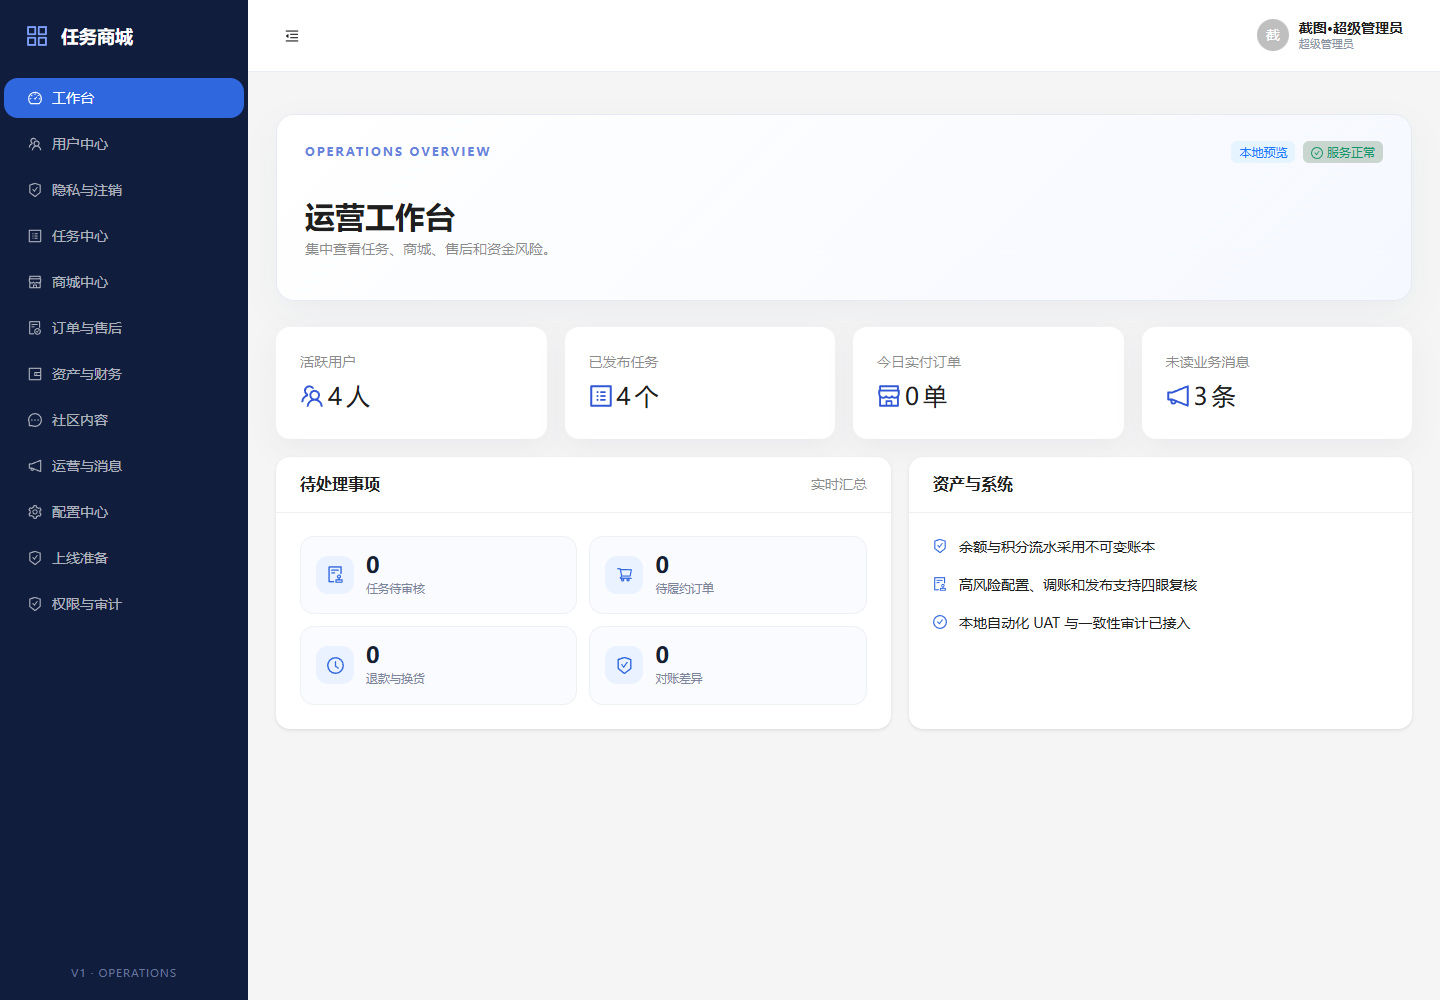 任务商城
截
截图•超级管理员
超级管理员
工作台
用户中心
隐私与注销
任务中心
商城中心
订单与售后
资产与财务
社区内容
运营与消息
配置中心
上线准备
权限与审计
V1 · OPERATIONS
OPERATIONS OVERVIEW
本地预览
服务正常
运营工作台
集中查看任务、商城、售后和资金风险。
活跃用户
4 人
已发布任务
4 个
今日实付订单
0 单
未读业务消息
3 条
待处理事项
实时汇总
0
任务待审核
0
待履约订单
0
退款与换货
0
对账差异
资产与系统
余额与积分流水采用不可变账本
高风险配置、调账和发布支持四眼复核
本地自动化 UAT 与一致性审计已接入